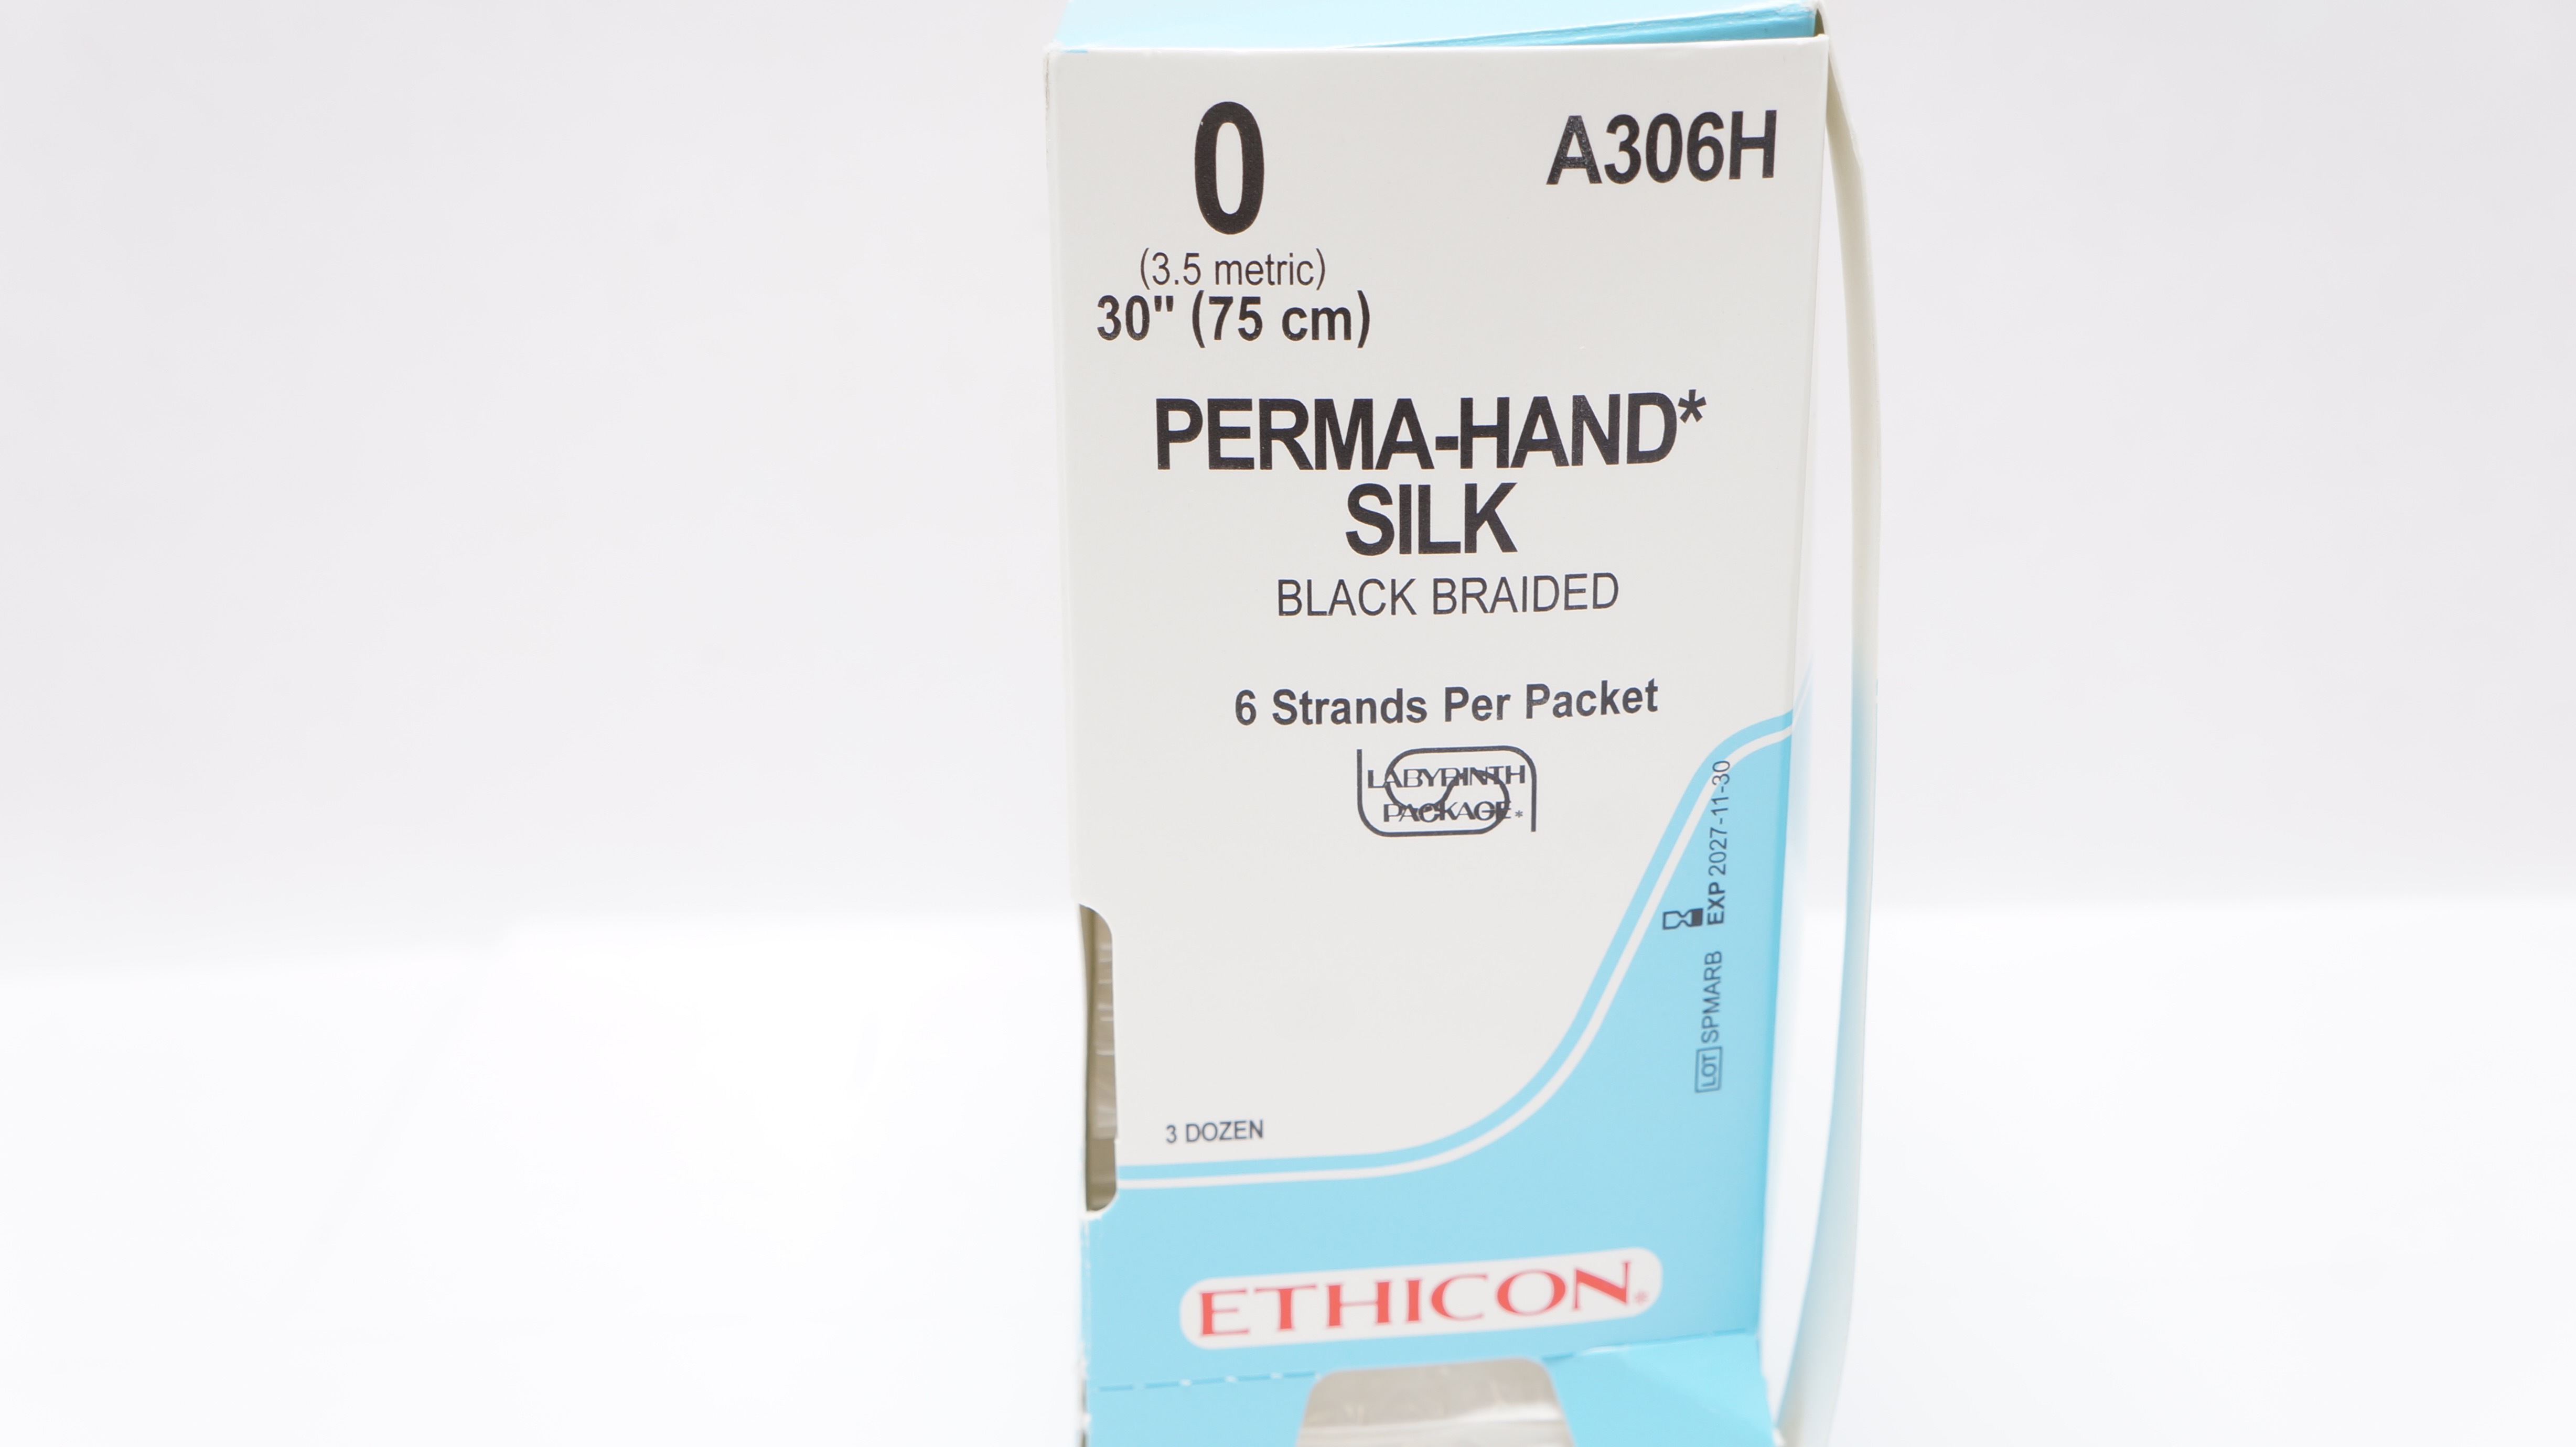 0
A306H
(3.5 metric)
30" (75 cm)
PERMA-HAND*
SILK
BLACK BRAIDED
6 Strands Per Packet
LABYRINTH
PACKAGE*
EXP 2027-11-30
LOT SPMARB
3 DOZEN
ETHICON®